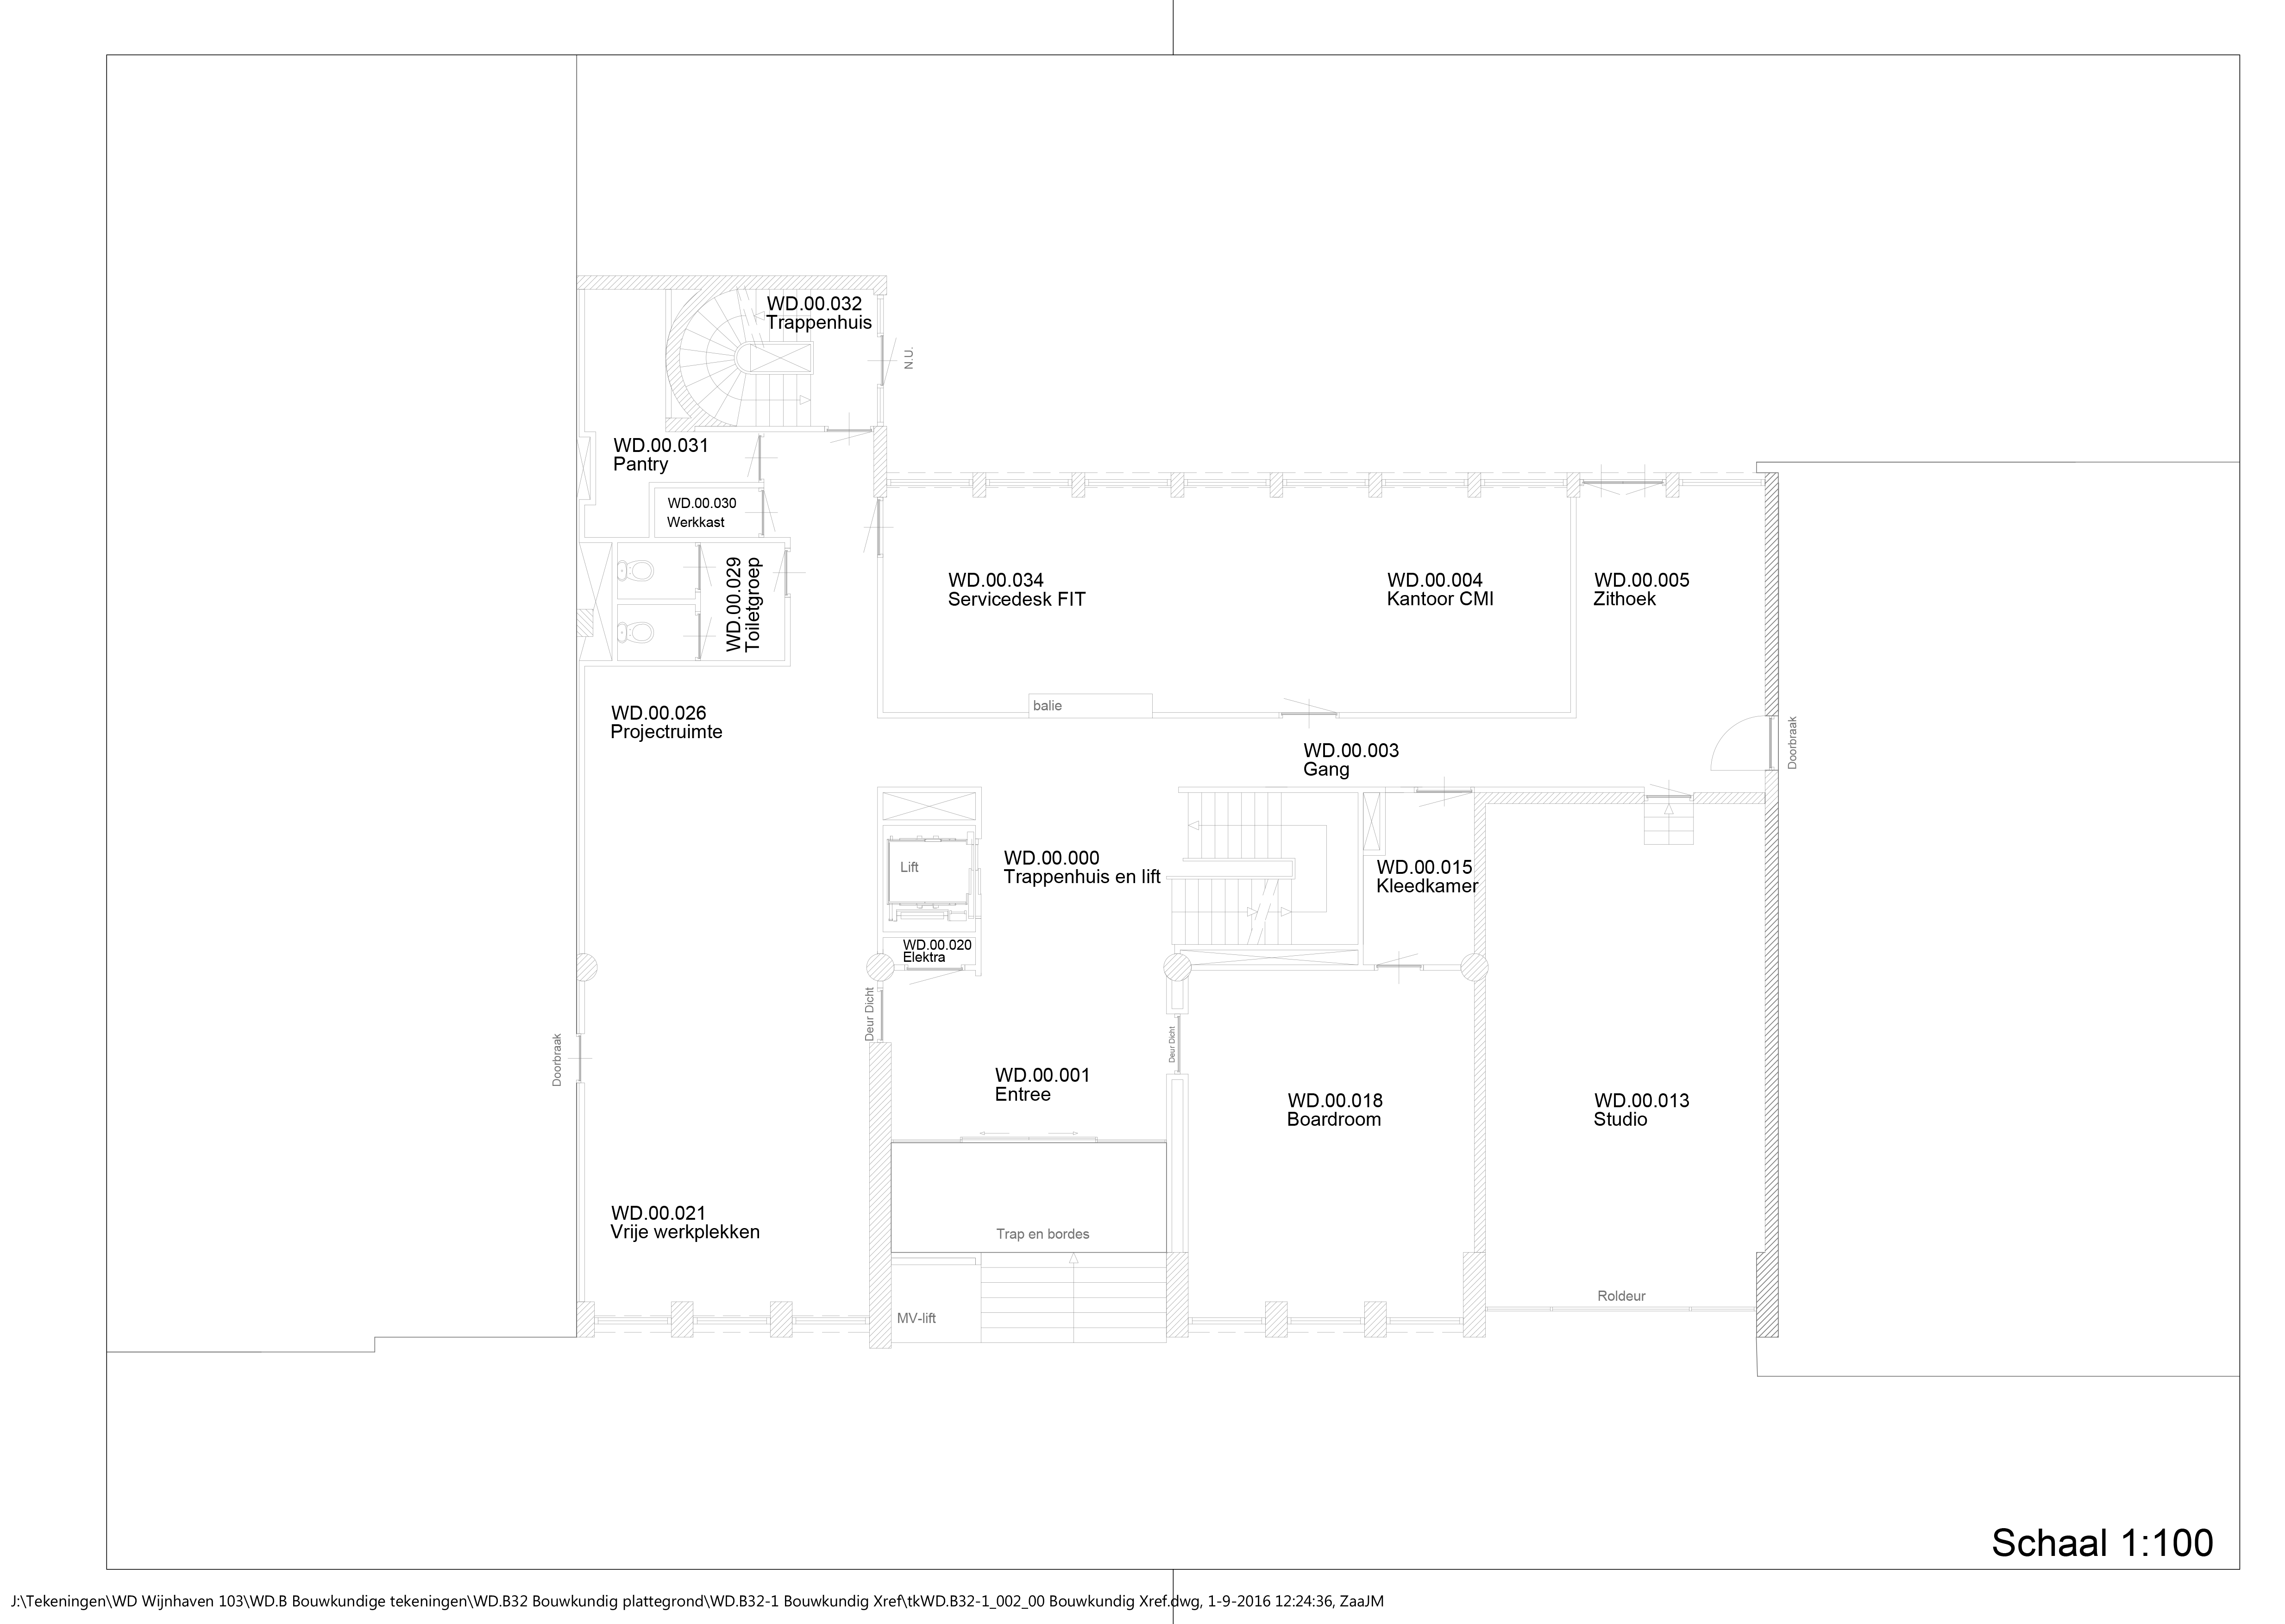 WD.00.032
Trappenhuis
N.U.
WD.00.031
Pantry
WD.00.030
Werkkast
WD.00.029
Toiletgroep
WD.00.034
Servicedesk FIT
WD.00.004
Kantoor CMI
WD.00.005
Zithoek
balie
WD.00.026
Projectruimte
WD.00.003
Gang
Doorbraak
Lift
WD.00.000
Trappenhuis en lift
WD.00.015
Kleedkamer
WD.00.020
Elektra
Deur Dicht
Deur Dicht
Doorbraak
WD.00.001
Entree
WD.00.018
Boardroom
WD.00.013
Studio
WD.00.021
Vrije werkplekken
Trap en bordes
MV-lift
Roldeur
Schaal 1:100
J:\Tekeningen\WD Wijnhaven 103\WD.B Bouwkundige tekeningen\WD.B32 Bouwkundig plattegrond\WD.B32-1 Bouwkundig Xref\tkWD.B32-1_002_00 Bouwkundig Xref.dwg, 1-9-2016 12:24:36, ZaaJM